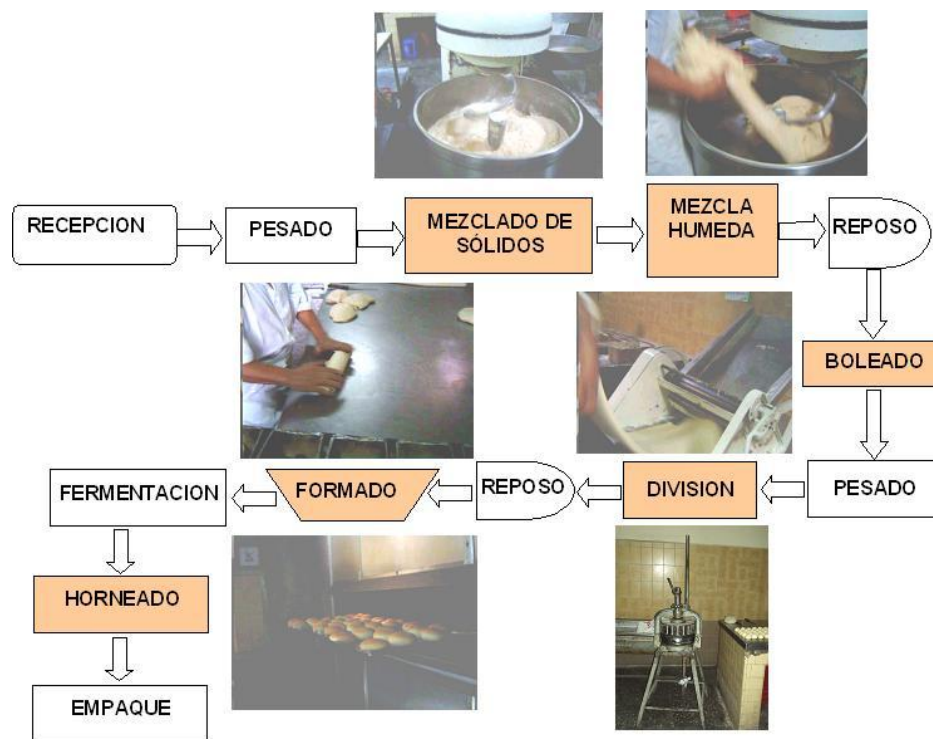 RECEPCION
PESADO
MEZCLADO DE
SÓLIDOS
MEZCLA
HUMEDA
REPOSO
BOLEADO
PESADO
DIVISION
REPOSO
FORMADO
FERMENTACION
HORNEADO
EMPAQUE